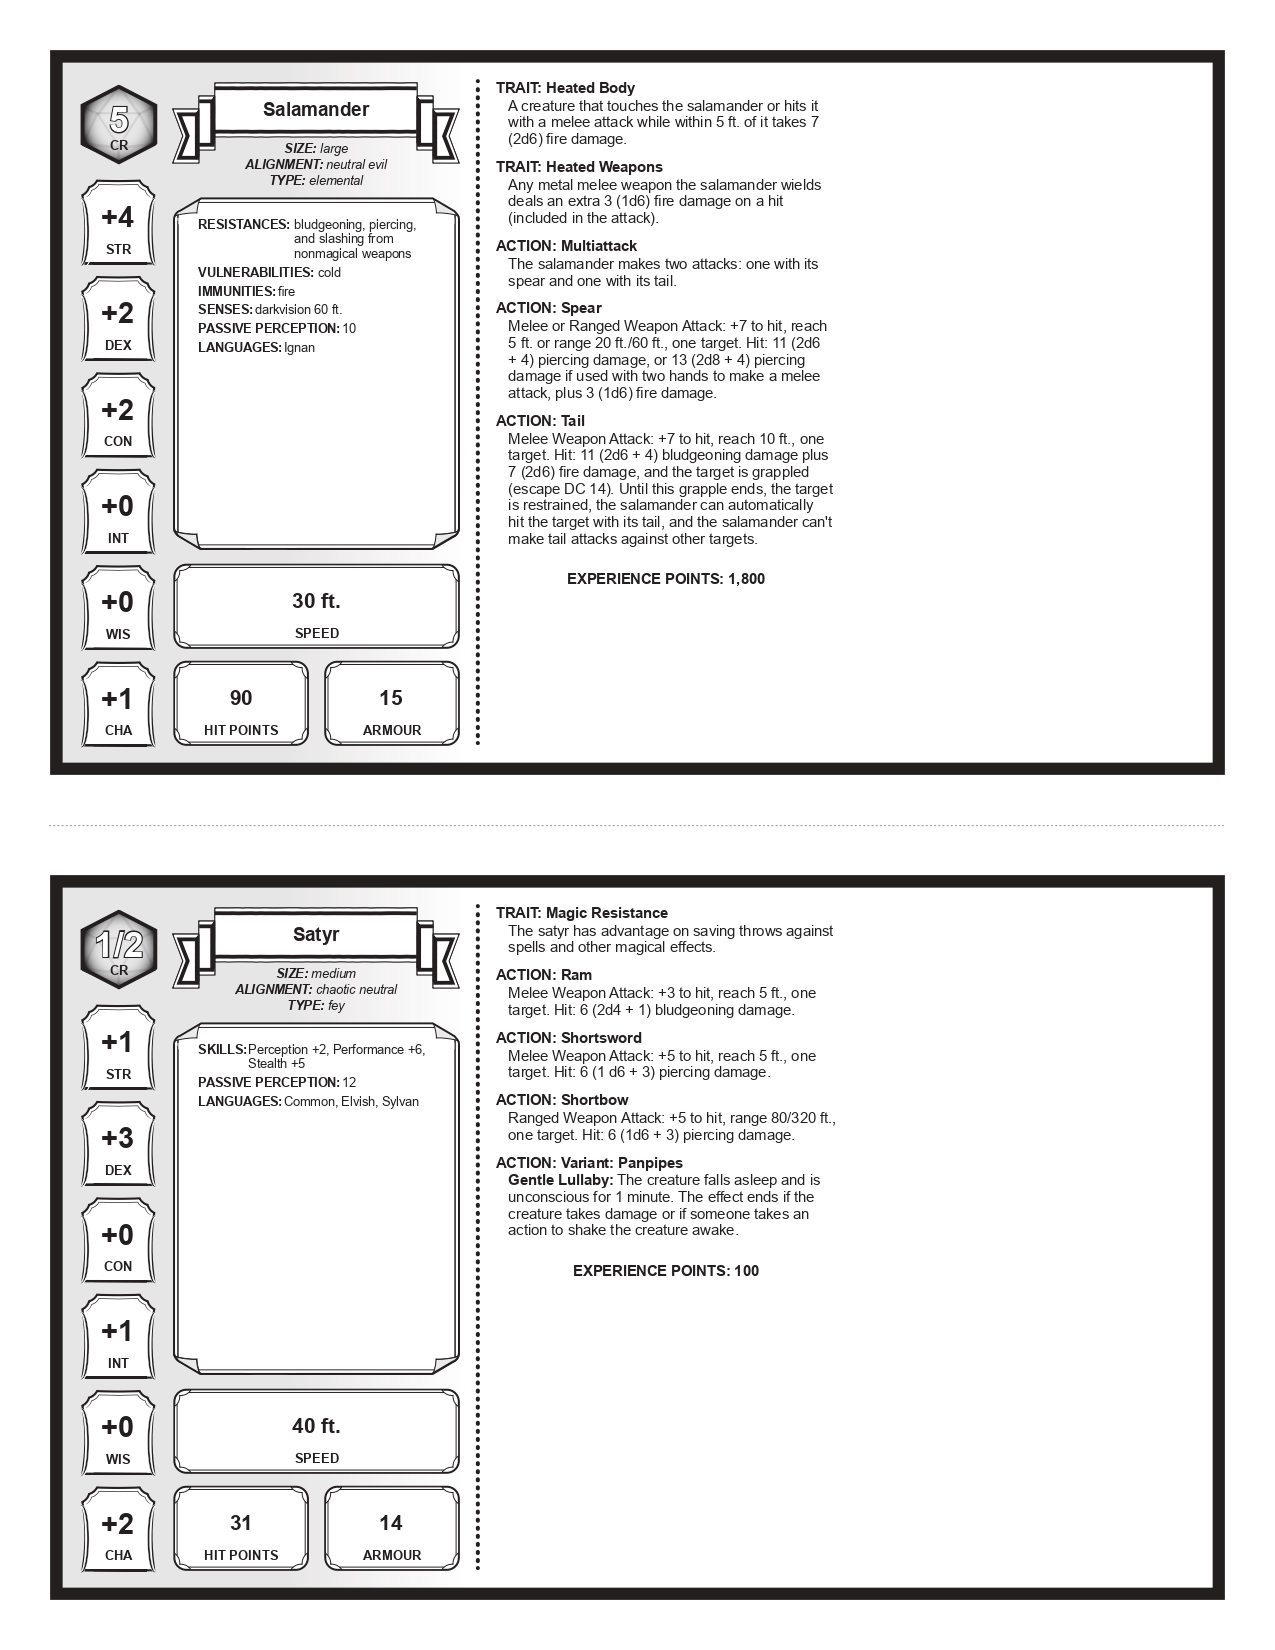 5
CR
Salamander
SIZE: large
ALIGNMENT: neutral evil
TYPE: elemental
+4
STR
+2
DEX
+2
CON
+0
INT
+0
WIS
+1
CHA
RESISTANCES: bludgeoning, piercing,
and slashing from
nonmagical weapons
VULNERABILITIES: cold
IMMUNITIES: fire
SENSES: darkvision 60 ft.
PASSIVE PERCEPTION: 10
LANGUAGES: Ignan
30 ft.
SPEED
90
HIT POINTS
15
ARMOUR
TRAIT: Heated Body
A creature that touches the salamander or hits it
with a melee attack while within 5 ft. of it takes 7
(2d6) fire damage.
TRAIT: Heated Weapons
Any metal melee weapon the salamander wields
deals an extra 3 (1d6) fire damage on a hit
(included in the attack).
ACTION: Multiattack
The salamander makes two attacks: one with its
spear and one with its tail.
ACTION: Spear
Melee or Ranged Weapon Attack: +7 to hit, reach
5 ft. or range 20 ft./60 ft., one target. Hit: 11 (2d6
+ 4) piercing damage, or 13 (2d8 + 4) piercing
damage if used with two hands to make a melee
attack, plus 3 (1d6) fire damage.
ACTION: Tail
Melee Weapon Attack: +7 to hit, reach 10 ft., one
target. Hit: 11 (2d6 + 4) bludgeoning damage plus
7 (2d6) fire damage, and the target is grappled
(escape DC 14). Until this grapple ends, the target
is restrained, the salamander can automatically
hit the target with its tail, and the salamander can't
make tail attacks against other targets.
EXPERIENCE POINTS: 1,800
1/2
CR
Satyr
SIZE: medium
ALIGNMENT: chaotic neutral
TYPE: fey
+1
STR
+3
DEX
+0
CON
+1
INT
+0
WIS
+2
CHA
SKILLS: Perception +2, Performance +6,
Stealth +5
PASSIVE PERCEPTION: 12
LANGUAGES: Common, Elvish, Sylvan
40 ft.
SPEED
31
HIT POINTS
14
ARMOUR
TRAIT: Magic Resistance
The satyr has advantage on saving throws against
spells and other magical effects.
ACTION: Ram
Melee Weapon Attack: +3 to hit, reach 5 ft., one
target. Hit: 6 (2d4 + 1) bludgeoning damage.
ACTION: Shortsword
Melee Weapon Attack: +5 to hit, reach 5 ft., one
target. Hit: 6 (1 d6 + 3) piercing damage.
ACTION: Shortbow
Ranged Weapon Attack: +5 to hit, range 80/320 ft.,
one target. Hit: 6 (1d6 + 3) piercing damage.
ACTION: Variant: Panpipes
Gentle Lullaby: The creature falls asleep and is
unconscious for 1 minute. The effect ends if the
creature takes damage or if someone takes an
action to shake the creature awake.
EXPERIENCE POINTS: 100